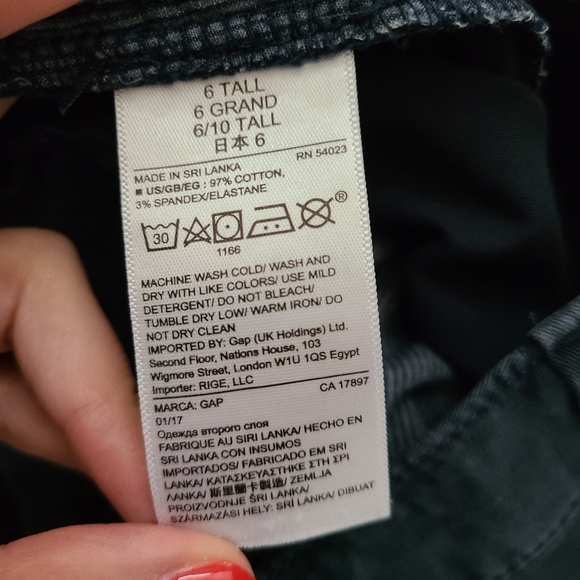 6 TALL
6 GRAND
6/10 TALL
日本 6
RN 54023
MADE IN SRI LANKA
■ US/GB/EG : 97% COTTON,
3% SPANDEX/ELASTANE
30
®
1166
MACHINE WASH COLD/ WASH AND
DRY WITH LIKE COLORS/ USE MILD
DETERGENT/ DO NOT BLEACH/
TUMBLE DRY LOW/ WARM IRON/ DO
NOT DRY CLEAN
IMPORTED BY: Gap (UK Holdings) Ltd.
Second Floor, Nations House, 103
Wigmore Street, London W1U 1QS Egypt
Importer: RIGE, LLC
CA 17897
MARCA: GAP
01/17
Одежда второго слоя
FABRIQUE AU SIRI LANKA/ HECHO EN
SRI LANKA CON INSUMOS
IMPORTADOS/ FABRICADO EM SRI
LANKA/ ΚΑΤΑΣΚΕΥΑΣΤΗΚΕ ΣΤΗ ΣΡΙ
ΛΑΝΚΑ/ 斯里蘭卡製造/ ZEMLJA
PROIZVODNJE ŠRI LANKA/
SZÁRMAZÁSI HELY: SRÍ LANKA/ DIBUAT